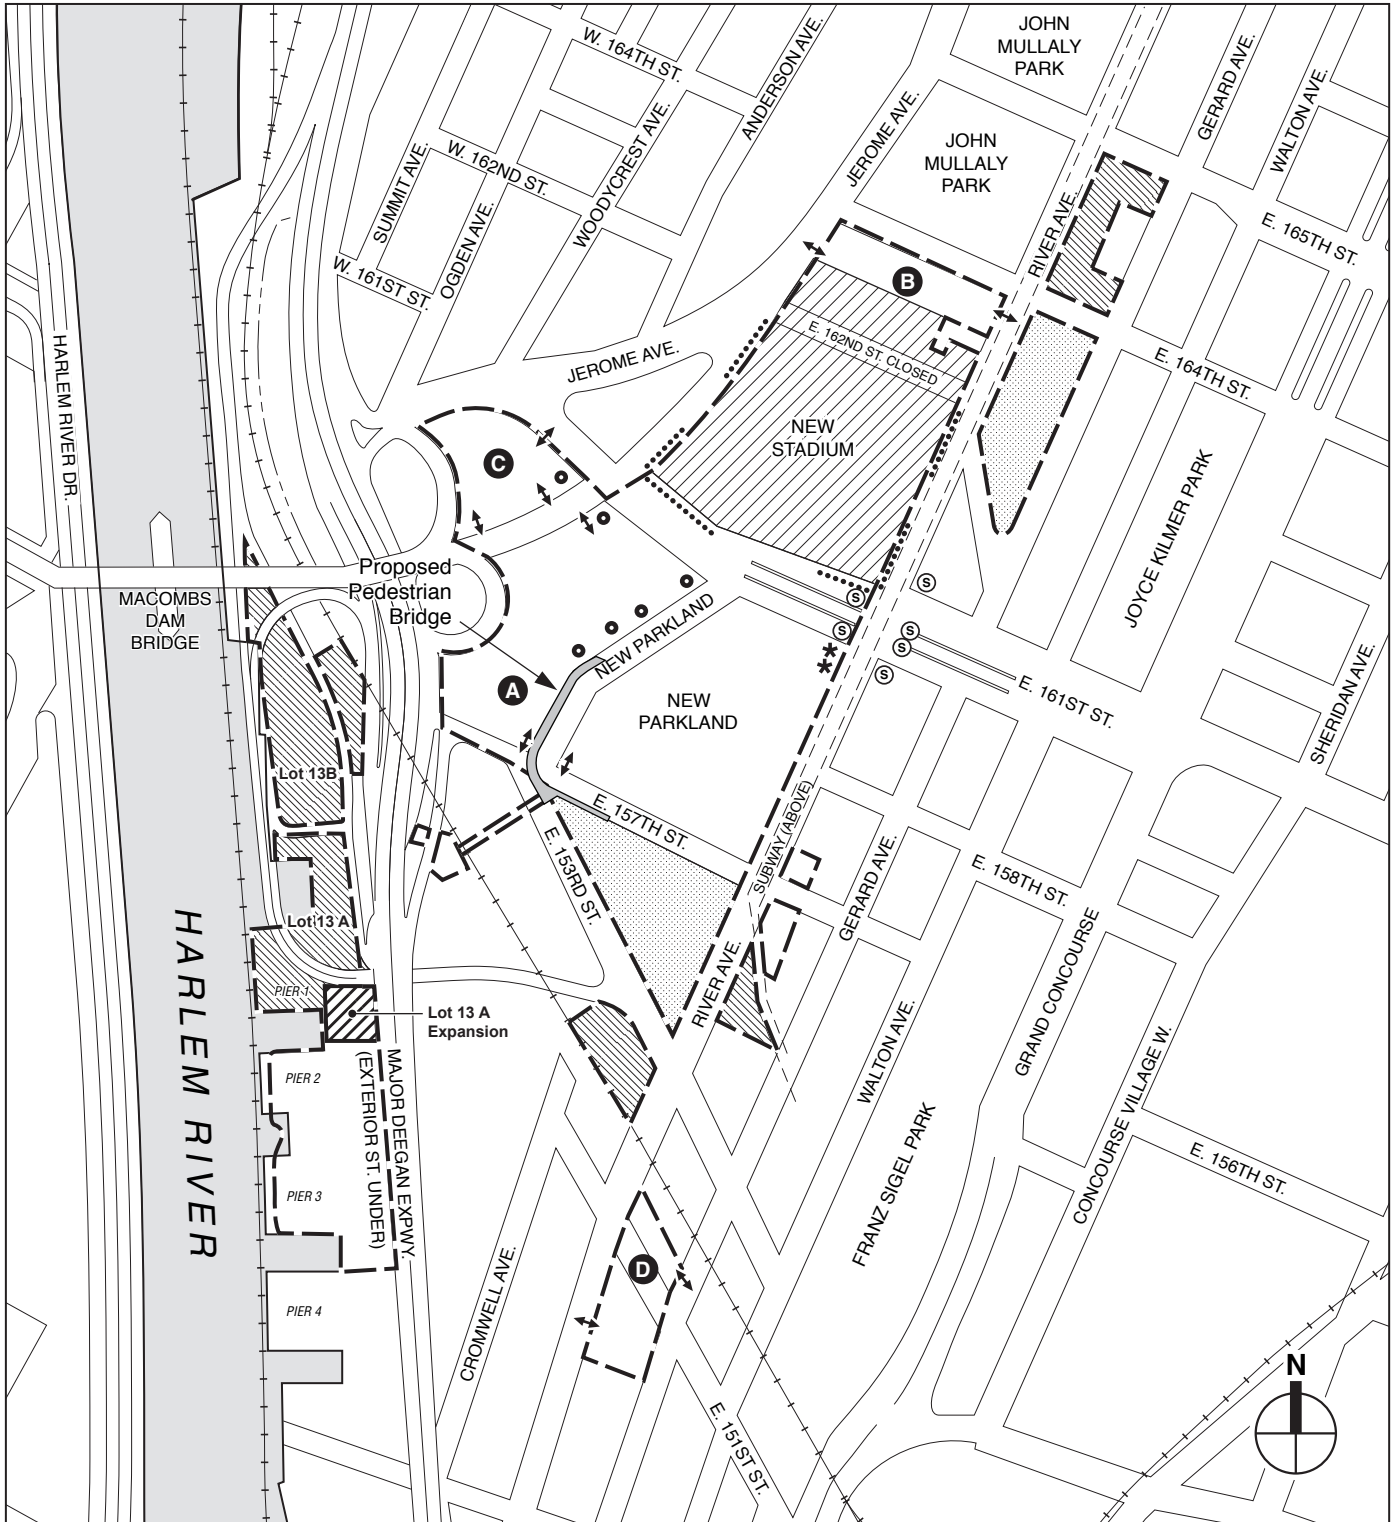 JOHN
MULLALY
PARK
W. 164TH ST.
ANDERSON AVE.
GERARD AVE.
WALTON AVE.
JEROME AVE.
JOHN
MULLALY
PARK
SUMMIT AVE.
W. 162ND ST.
WOODYCREST AVE.
OGDEN AVE.
W. 161ST ST.
RIVER AVE.
E. 165TH ST.
B
HARLEM RIVER DR.
JEROME AVE.
E. 162ND ST. CLOSED
NEW
STADIUM
E. 164TH ST.
C
JOYCE KILMER PARK
Proposed
Pedestrian
Bridge
MACOMBS
DAM
BRIDGE
NEW PARKLAND
S
S
S
S
S
S
**
A
NEW
PARKLAND
E. 161ST ST.
SHERIDAN AVE.
Lot 13B
E. 157TH ST.
SUBWAY (ABOVE)
E. 153RD ST.
GERARD AVE.
E. 158TH ST.
Lot 13 A
PIER 1
RIVER AVE.
GRAND CONCOURSE
HARLEM RIVER
Lot 13 A
Expansion
WALTON AVE.
PIER 2
MAJOR DEEGAN EXPWY.
(EXTERIOR ST. UNDER)
CONCOURSE VILLAGE W.
FRANZ SIGEL PARK
E. 156TH ST.
PIER 3
D
PIER 4
CROMWELL AVE.
E. 151ST ST.
N